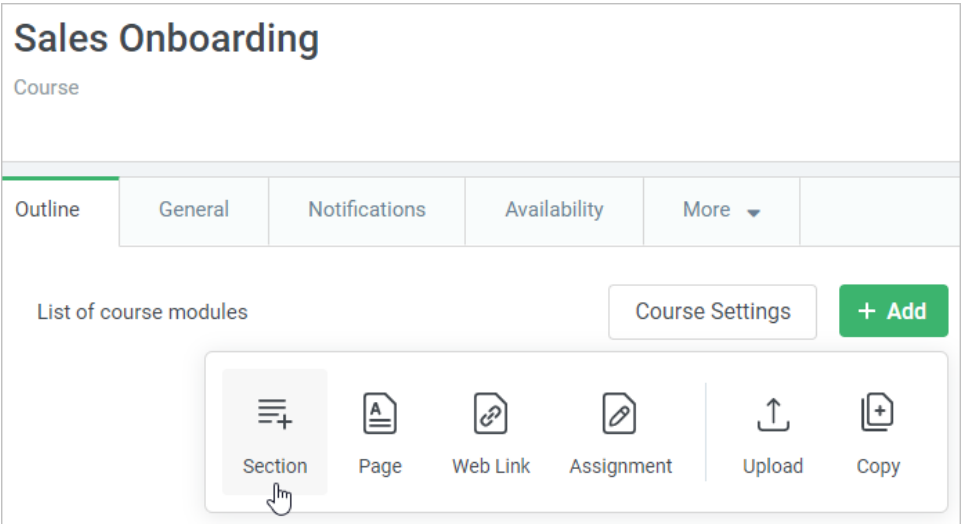 Sales Onboarding
Course
Outline General Notifications Availability More
List of course modules Course Settings + Add
Section Page Web Link Assignment Upload Copy